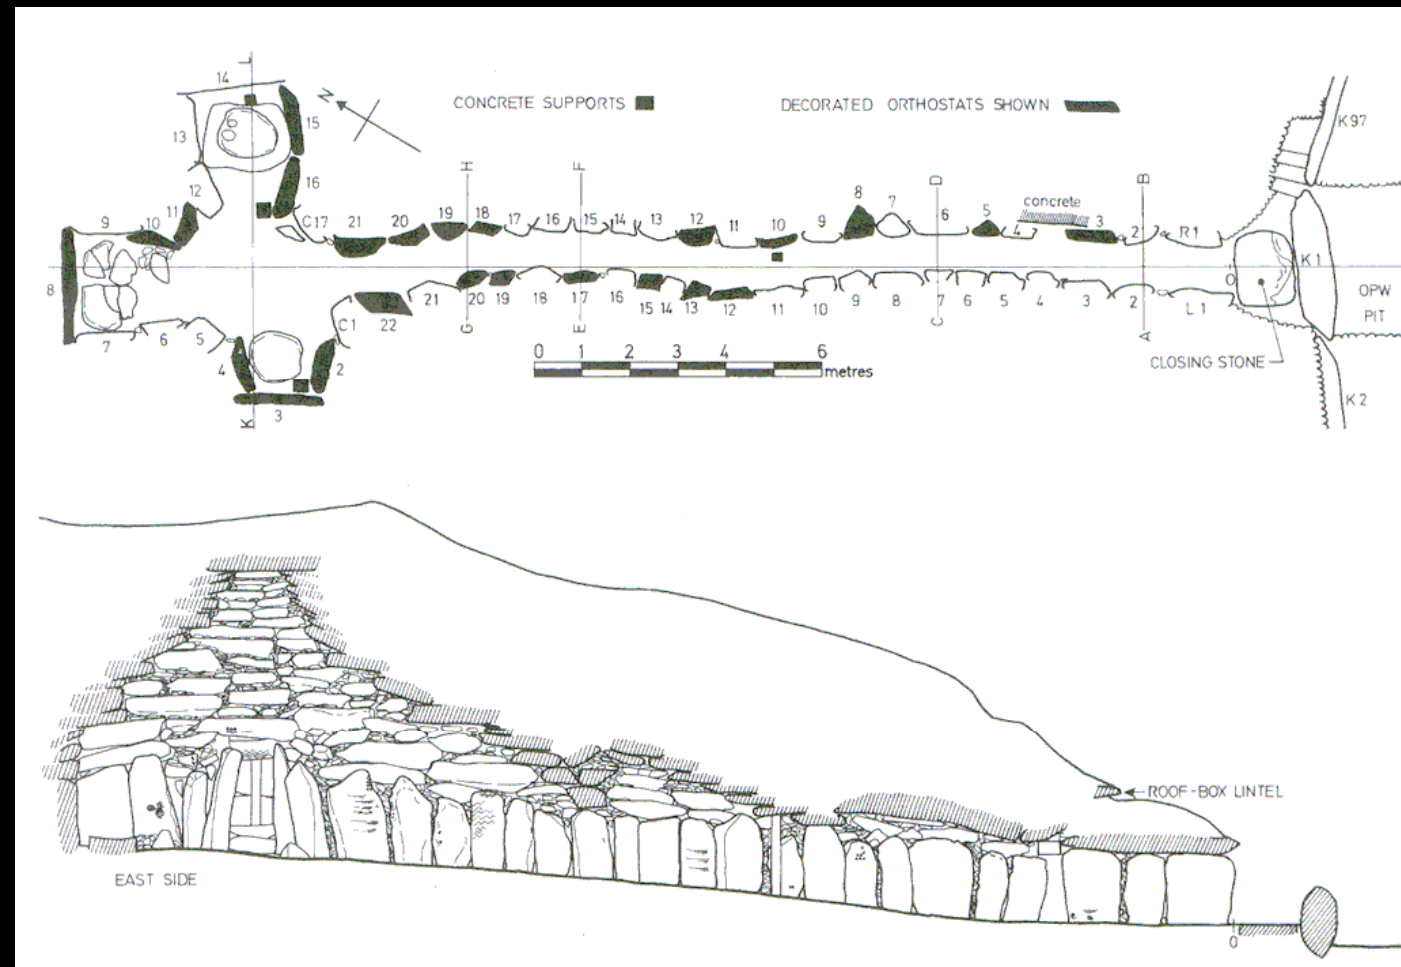 CONCRETE SUPPORTS
DECORATED ORTHOSTATS SHOWN
N
L
14
13
15
16
12
11
10
9
8
7
6
5
4
3
2
C1
C17
K
21 20 19 18 17 16 15 14 13 12 11 10 9 8 7 6 5 concrete 4 3 2 R1
22 21 20 19 18 17 16 15 14 13 12 11 10 9 8 7 6 5 4 3 2 L1
H
G
F
E
D
C
B
A
O
K97
K1
K2
OPW
PIT
CLOSING STONE
0 1 2 3 4 6
metres
ROOF-BOX LINTEL
EAST SIDE
O